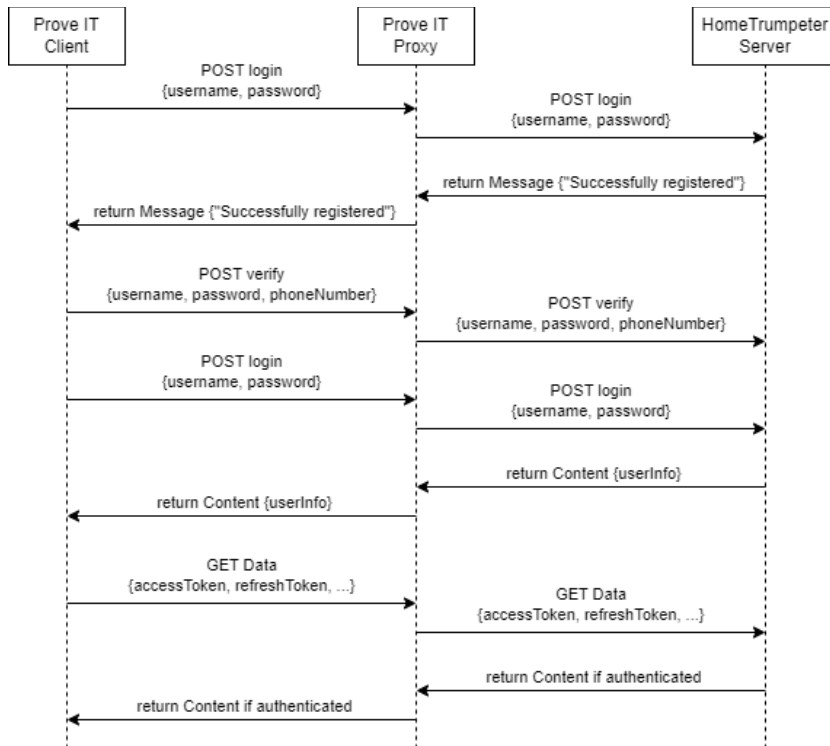 Prove IT
Client
Prove IT
Proxy
HomeTrumpeter
Server
POST login
{username, password}
POST login
{username, password}
return Message {"Successfully registered"}
return Message {"Successfully registered"}
POST verify
{username, password, phoneNumber}
POST verify
{username, password, phoneNumber}
POST login
{username, password}
POST login
{username, password}
return Content {userInfo}
return Content {userInfo}
GET Data
{accessToken, refreshToken, ...}
GET Data
{accessToken, refreshToken, ...}
return Content if authenticated
return Content if authenticated